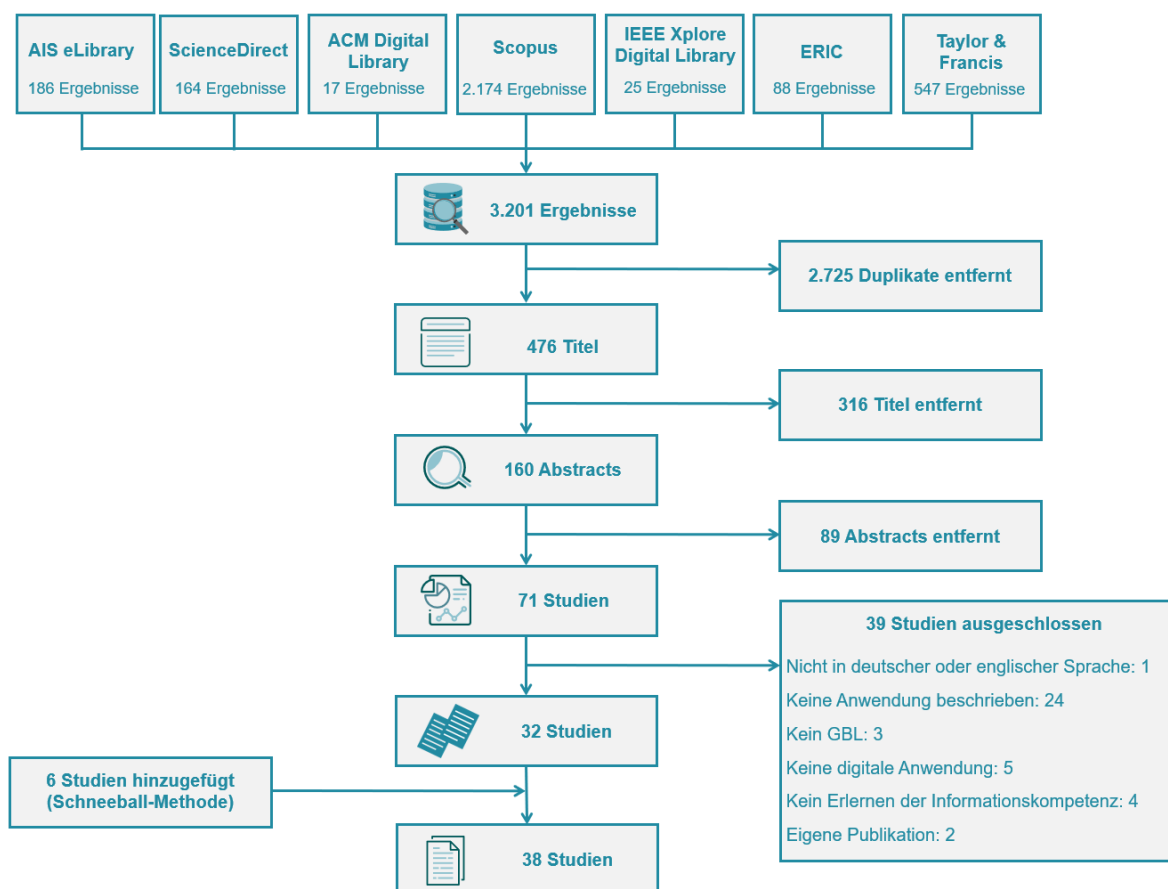 AIS eLibrary
186 Ergebnisse
ScienceDirect
164 Ergebnisse
ACM Digital
Library
17 Ergebnisse
Scopus
2.174 Ergebnisse
IEEE Xplore
Digital Library
25 Ergebnisse
ERIC
88 Ergebnisse
Taylor &
Francis
547 Ergebnisse
3.201 Ergebnisse
2.725 Duplikate entfernt
476 Titel
316 Titel entfernt
160 Abstracts
89 Abstracts entfernt
71 Studien
39 Studien ausgeschlossen
Nicht in deutscher oder englischer Sprache: 1
Keine Anwendung beschrieben: 24
Kein GBL: 3
Keine digitale Anwendung: 5
Kein Erlernen der Informationskompetenz: 4
Eigene Publikation: 2
32 Studien
6 Studien hinzugefügt
(Schneeball-Methode)
38 Studien